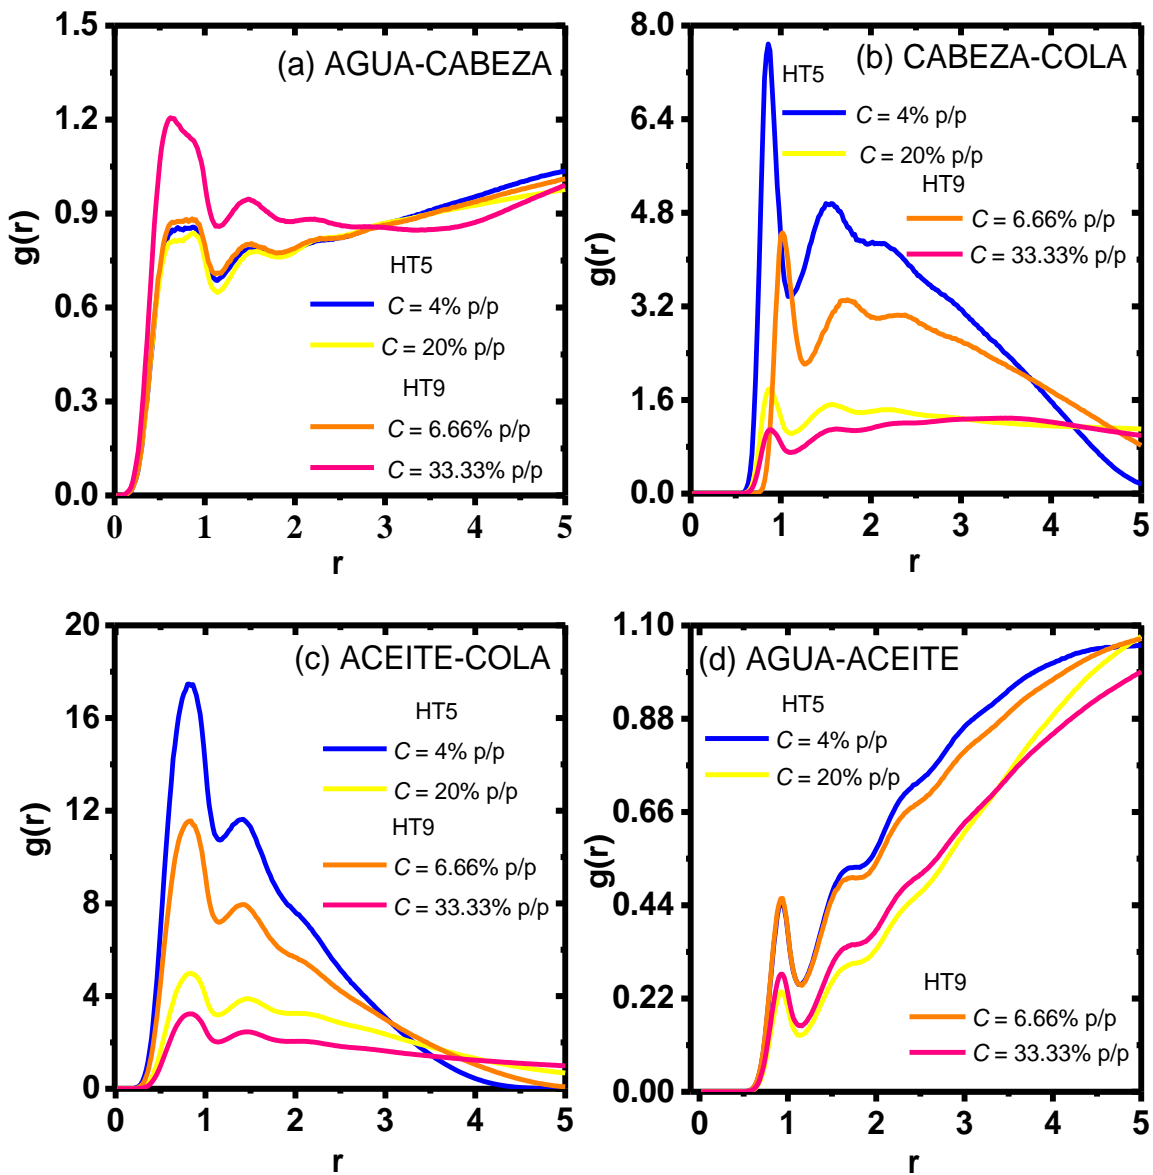 (a) AGUA-CABEZA
1.5
1.2
0.9
0.6
0.3
0.0
g(r)
HT5
C = 4% p/p
C = 20% p/p
HT9
C = 6.66% p/p
C = 33.33% p/p
0 1 2 3 4 5
r
(b) CABEZA-COLA
8.0
6.4
4.8
3.2
1.6
0.0
g(r)
HT5
C = 4% p/p
C = 20% p/p
HT9
C = 6.66% p/p
C = 33.33% p/p
0 1 2 3 4 5
r
(c) ACEITE-COLA
20
16
12
8
4
0
g(r)
HT5
C = 4% p/p
C = 20% p/p
HT9
C = 6.66% p/p
C = 33.33% p/p
0 1 2 3 4 5
r
(d) AGUA-ACEITE
1.10
0.88
0.66
0.44
0.22
0.00
g(r)
HT5
C = 4% p/p
C = 20% p/p
HT9
C = 6.66% p/p
C = 33.33% p/p
0 1 2 3 4 5
r